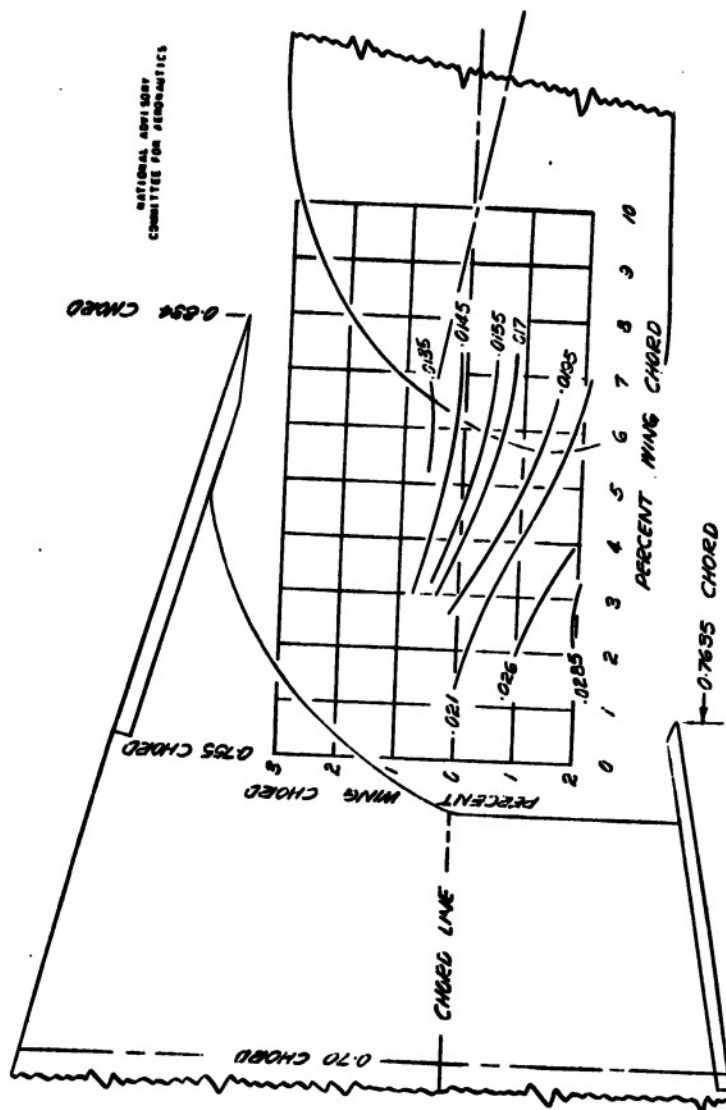 NATIONAL ADVISORY
COMMITTEE FOR AERONAUTICS
0.834 CHORD
0.755 CHORD
3
2
1
0
1
2
PERCENT WING CHORD
.0135
.0145
.0155
.017
.0195
.021
.026
.0285
0 1 2 3 4 5 6 7 8 9 10
PERCENT WING CHORD
0.7635 CHORD
CHORD LINE
0.70 CHORD